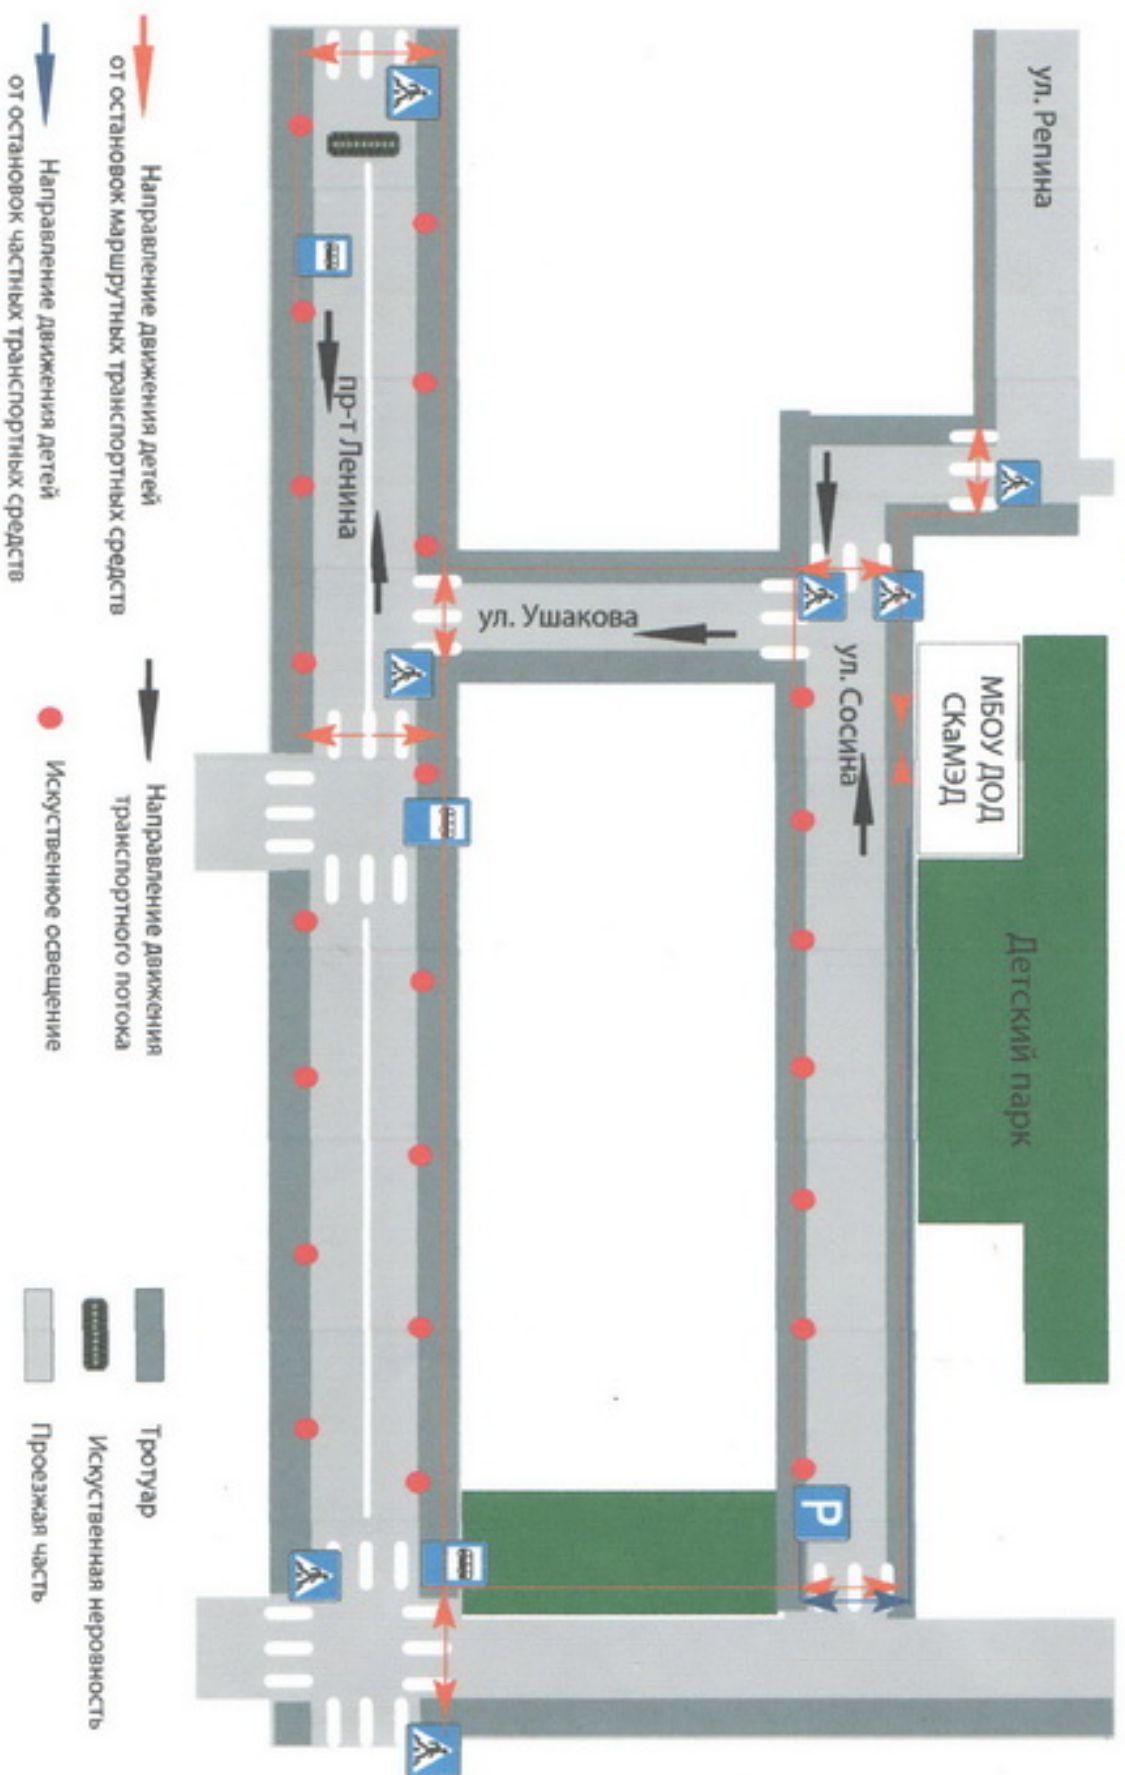 ул. Репина
пр-т Ленина
ул. Ушакова
ул. Сосина
МБОУ ДОД
СКаМЭД
Детский парк
P
Направление движения детей
от остановок маршрутных транспортных средств
Направление движения детей
от остановок частных транспортных средств
Направление движения
транспортного потока
Искуственное освещение
Тротуар
Искуственная неровность
Проезжая часть